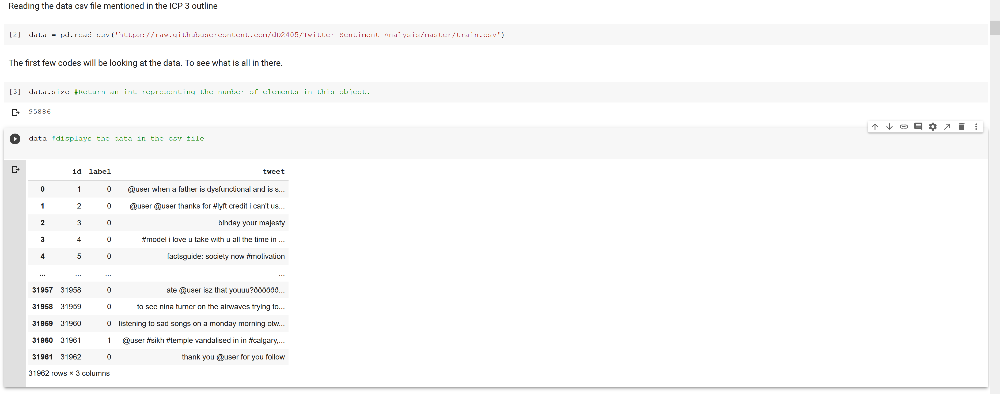 Reading the data csv file mentioned in the ICP 3 outline
[2] data = pd.read_csv('https://raw.githubusercontent.com/dD2405/Twitter_Sentiment_Analysis/master/train.csv')
The first few codes will be looking at the data. To see what is all in there.
[3] data.size #Return an int representing the number of elements in this object.
95886
data #displays the data in the csv file
id label tweet
0 1 0 @user when a father is dysfunctional and is s...
1 2 0 @user @user thanks for #lyft credit i can't us...
2 3 0 bihday your majesty
3 4 0 #model i love u take with u all the time in ...
4 5 0 factsguide: society now #motivation
... ... ... ...
31957 31958 0 ate @user isz that youuu?ðððððð...
31958 31959 0 to see nina turner on the airwaves trying to...
31959 31960 0 listening to sad songs on a monday morning otw...
31960 31961 1 @user #sikh #temple vandalised in in #calgary,...
31961 31962 0 thank you @user for you follow
31962 rows × 3 columns